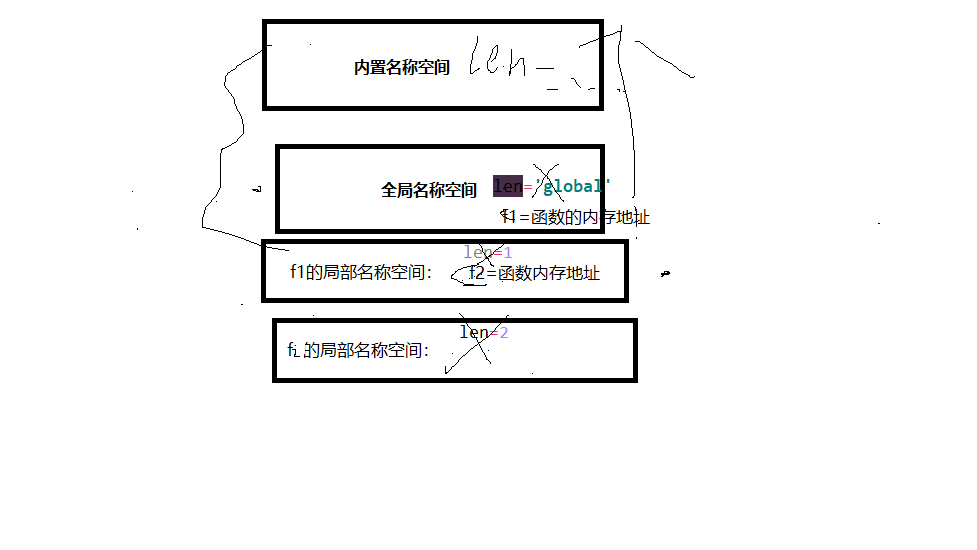 内置名称空间 len
全局名称空间 len='global'
f1=函数的内存地址
len=1
f1的局部名称空间： f2=函数内存地址
len=2
f2的局部名称空间：